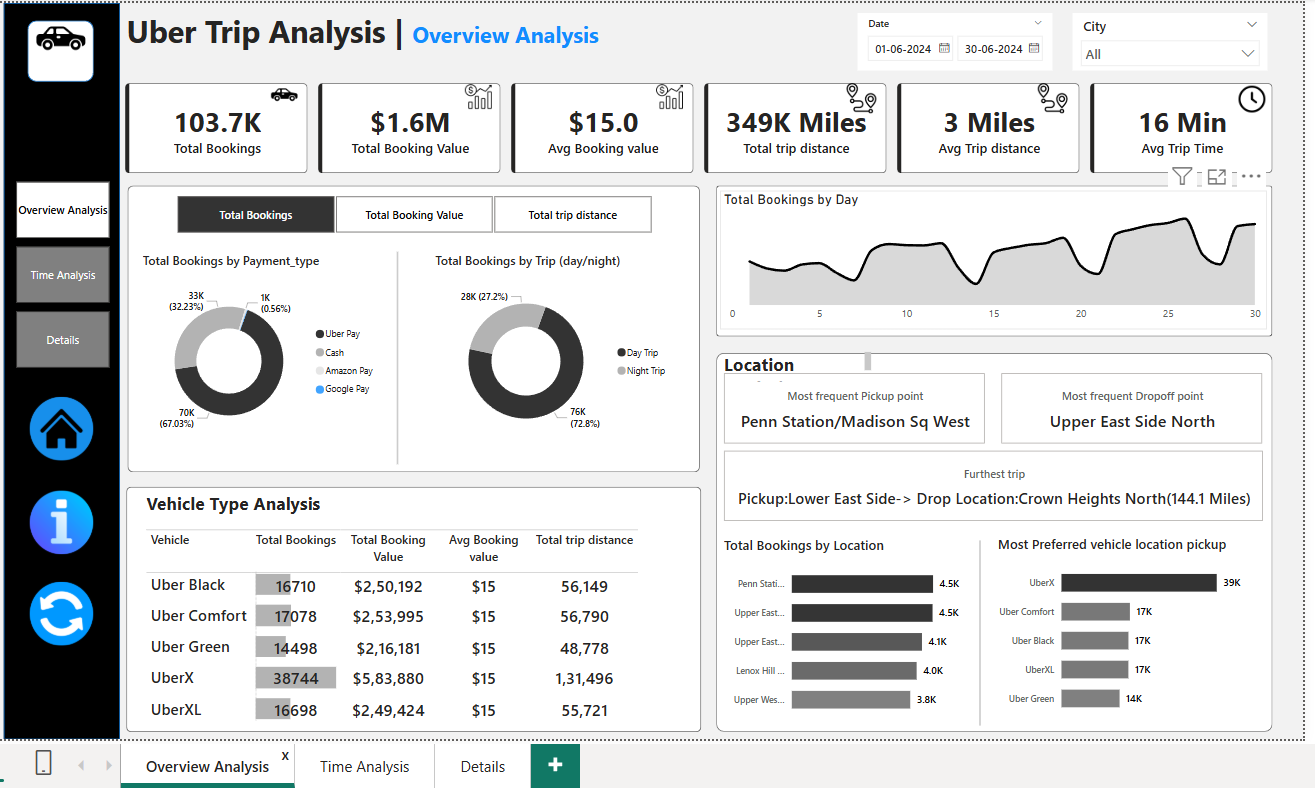 Uber Trip Analysis | Overview Analysis
Date
01-06-2024 30-06-2024
City
All
103.7K
Total Bookings
$1.6M
Total Booking Value
$15.0
Avg Booking value
349K Miles
Total trip distance
3 Miles
Avg Trip distance
16 Min
Avg Trip Time
Overview Analysis
Time Analysis
Details
Total Bookings
Total Booking Value
Total trip distance
Total Bookings by Payment_type
33K
(32.23%)
1K
(0.56%)
70K
(67.03%)
Uber Pay
Cash
Amazon Pay
Google Pay
Total Bookings by Trip (day/night)
28K (27.2%)
76K
(72.8%)
Day Trip
Night Trip
Total Bookings by Day
0 5 10 15 20 25 30
Vehicle Type Analysis
Vehicle Total Bookings Total Booking Value Avg Booking value Total trip distance
Uber Black 16710 $2,50,192 $15 56,149
Uber Comfort 17078 $2,53,995 $15 56,790
Uber Green 14498 $2,16,181 $15 48,778
UberX 38744 $5,83,880 $15 1,31,496
UberXL 16698 $2,49,424 $15 55,721
Location
Most frequent Pickup point
Penn Station/Madison Sq West
Most frequent Dropoff point
Upper East Side North
Furthest trip
Pickup:Lower East Side-> Drop Location:Crown Heights North(144.1 Miles)
Total Bookings by Location
Penn Stati... 4.5K
Upper East... 4.5K
Upper East... 4.1K
Lenox Hill ... 4.0K
Upper Wes... 3.8K
Most Preferred vehicle location pickup
UberX 39K
Uber Comfort 17K
Uber Black 17K
UberXL 17K
Uber Green 14K
Overview Analysis x
Time Analysis
Details
+